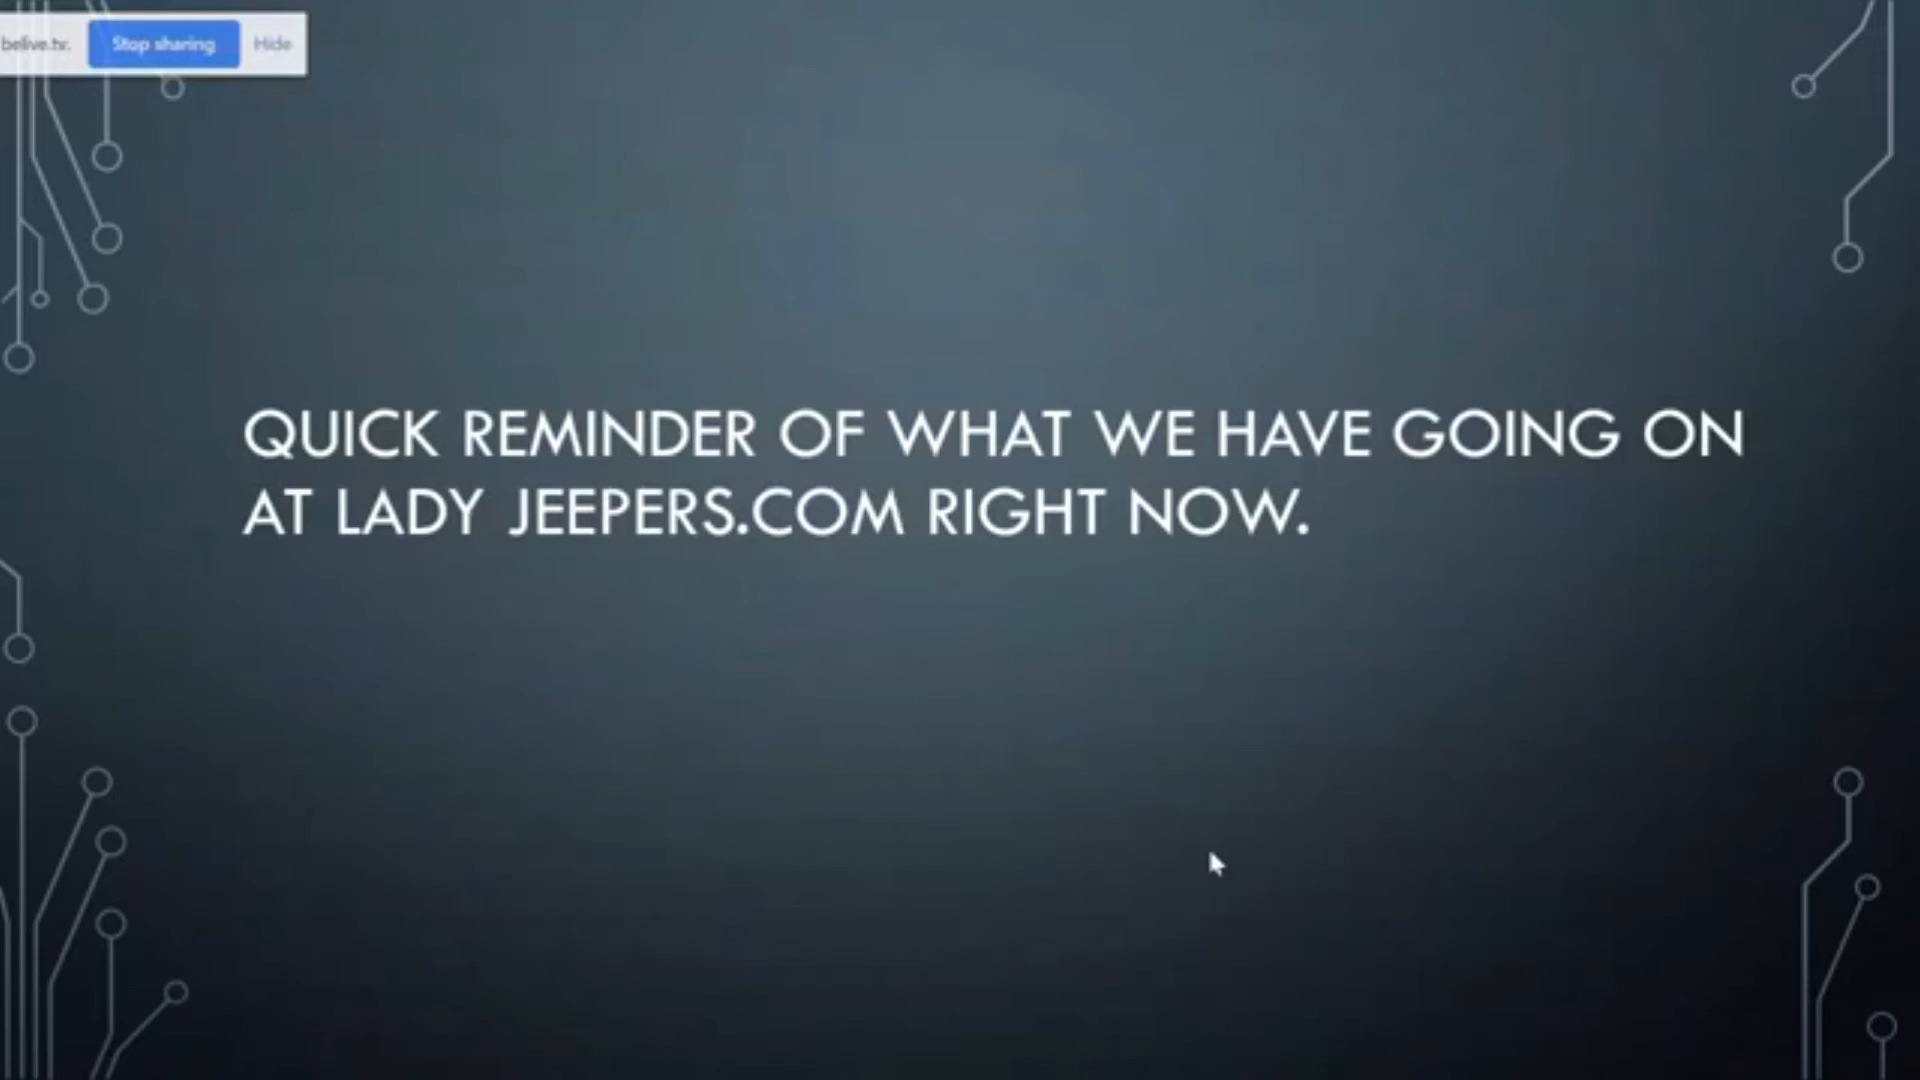 belive.tv. Stop sharing Hide
QUICK REMINDER OF WHAT WE HAVE GOING ON
AT LADY JEEPERS.COM RIGHT NOW.